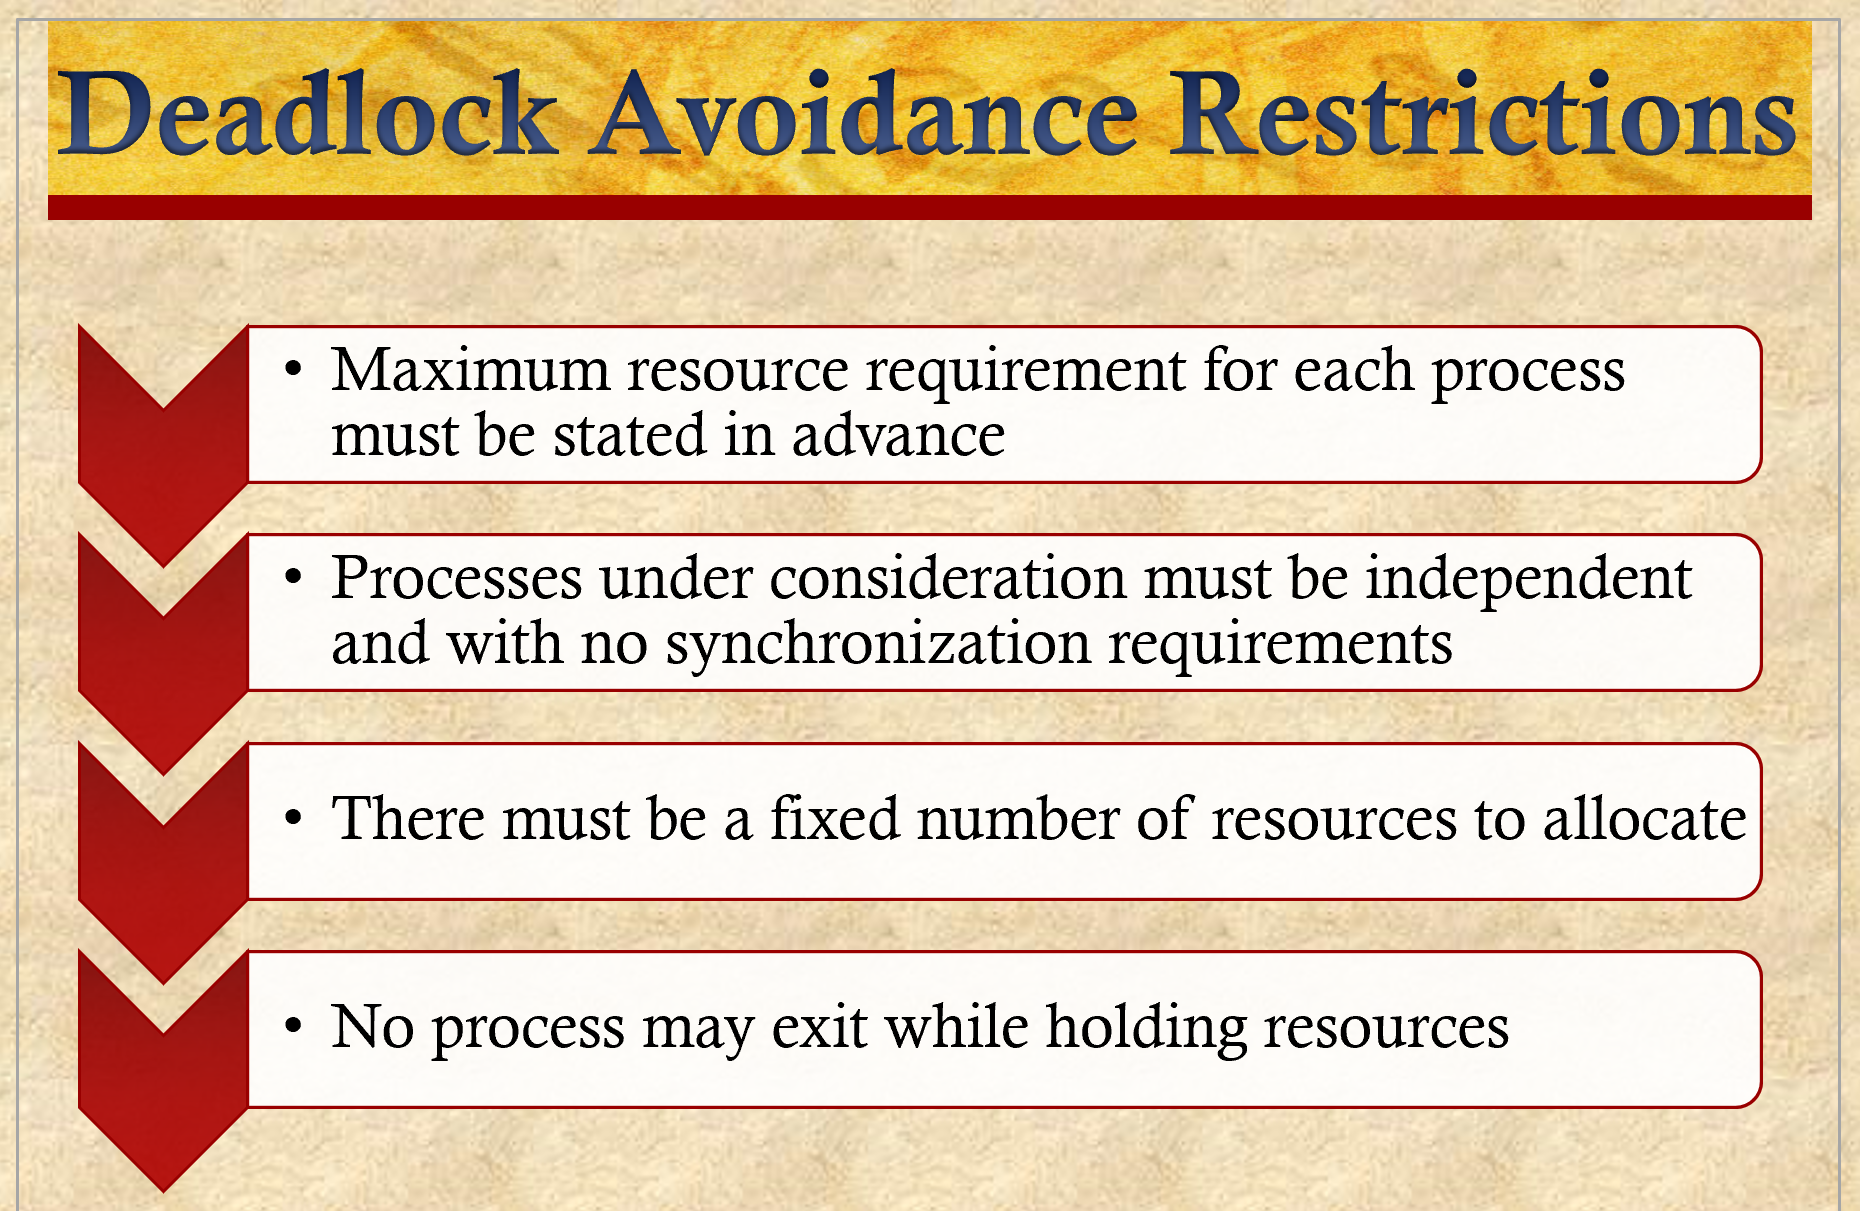 Deadlock Avoidance Restrictions
• Maximum resource requirement for each process
must be stated in advance
• Processes under consideration must be independent
and with no synchronization requirements
• There must be a fixed number of resources to allocate
• No process may exit while holding resources